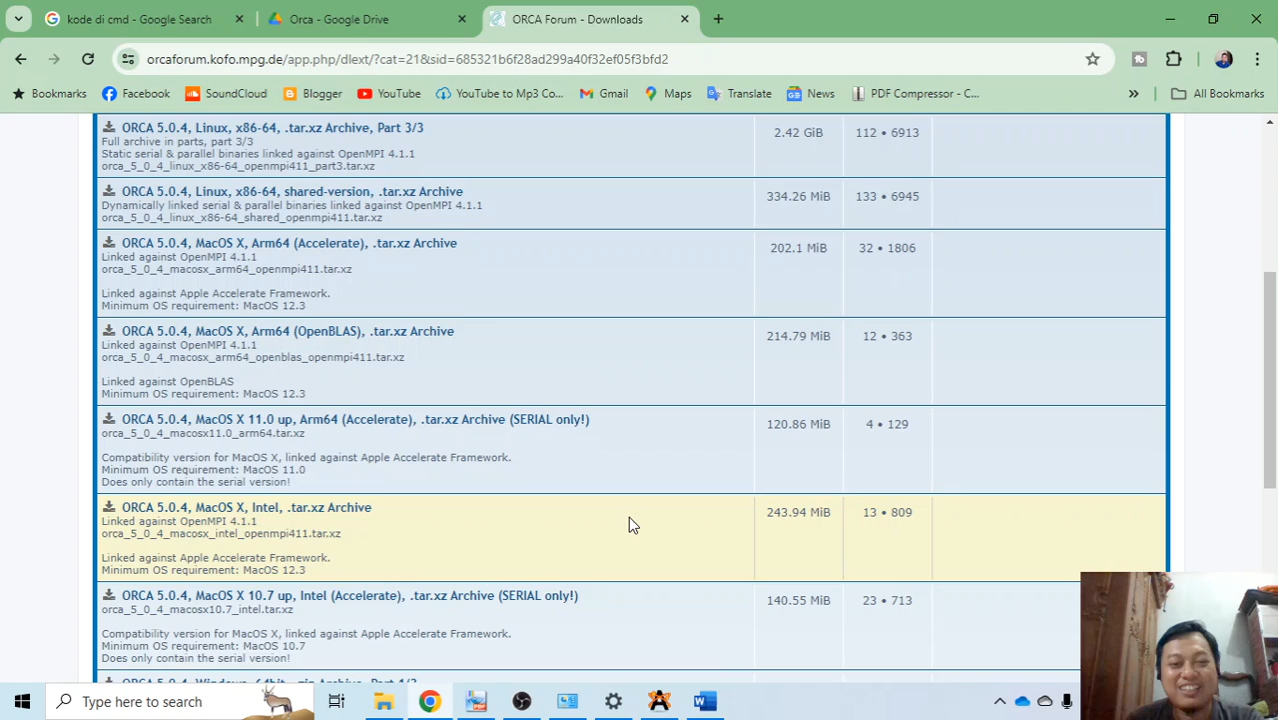 kode di cmd - Google Search
Orca - Google Drive
ORCA Forum - Downloads
orcaforum.kofo.mpg.de/app.php/dlext/?cat=21&sid=685321b6f28ad299a40f32ef05f3bfd2
Bookmarks
Facebook
SoundCloud
Blogger
YouTube
YouTube to Mp3 Co...
Gmail
Maps
Translate
News
PDF Compressor - C...
All Bookmarks
ORCA 5.0.4, Linux, x86-64, .tar.xz Archive, Part 3/3
2.42 GiB
112 • 6913
Full archive in parts, part 3/3
Static serial & parallel binaries linked against OpenMPI 4.1.1
orca_5_0_4_linux_x86-64_openmpi411_part3.tar.xz
ORCA 5.0.4, Linux, x86-64, shared-version, .tar.xz Archive
334.26 MiB
133 • 6945
Dynamically linked serial & parallel binaries linked against OpenMPI 4.1.1
orca_5_0_4_linux_x86-64_shared_openmpi411.tar.xz
ORCA 5.0.4, MacOS X, Arm64 (Accelerate), .tar.xz Archive
202.1 MiB
32 • 1806
Linked against OpenMPI 4.1.1
orca_5_0_4_macosx_arm64_openmpi411.tar.xz
Linked against Apple Accelerate Framework.
Minimum OS requirement: MacOS 12.3
ORCA 5.0.4, MacOS X, Arm64 (OpenBLAS), .tar.xz Archive
214.79 MiB
12 • 363
Linked against OpenMPI 4.1.1
orca_5_0_4_macosx_arm64_openblas_openmpi411.tar.xz
Linked against OpenBLAS
Minimum OS requirement: MacOS 12.3
ORCA 5.0.4, MacOS X 11.0 up, Arm64 (Accelerate), .tar.xz Archive (SERIAL only!)
120.86 MiB
4 • 129
orca_5_0_4_macosx11.0_arm64.tar.xz
Compatibility version for MacOS X, linked against Apple Accelerate Framework.
Minimum OS requirement: MacOS 11.0
Does only contain the serial version!
ORCA 5.0.4, MacOS X, Intel, .tar.xz Archive
243.94 MiB
13 • 809
Linked against OpenMPI 4.1.1
orca_5_0_4_macosx_intel_openmpi411.tar.xz
Linked against Apple Accelerate Framework.
Minimum OS requirement: MacOS 12.3
ORCA 5.0.4, MacOS X 10.7 up, Intel (Accelerate), .tar.xz Archive (SERIAL only!)
140.55 MiB
23 • 713
orca_5_0_4_macosx10.7_intel.tar.xz
Compatibility version for MacOS X, linked against Apple Accelerate Framework.
Minimum OS requirement: MacOS 10.7
Does only contain the serial version!
ORCA 5.0.4, Windows, 64bit, .zip Archive, Part 1/3
Type here to search